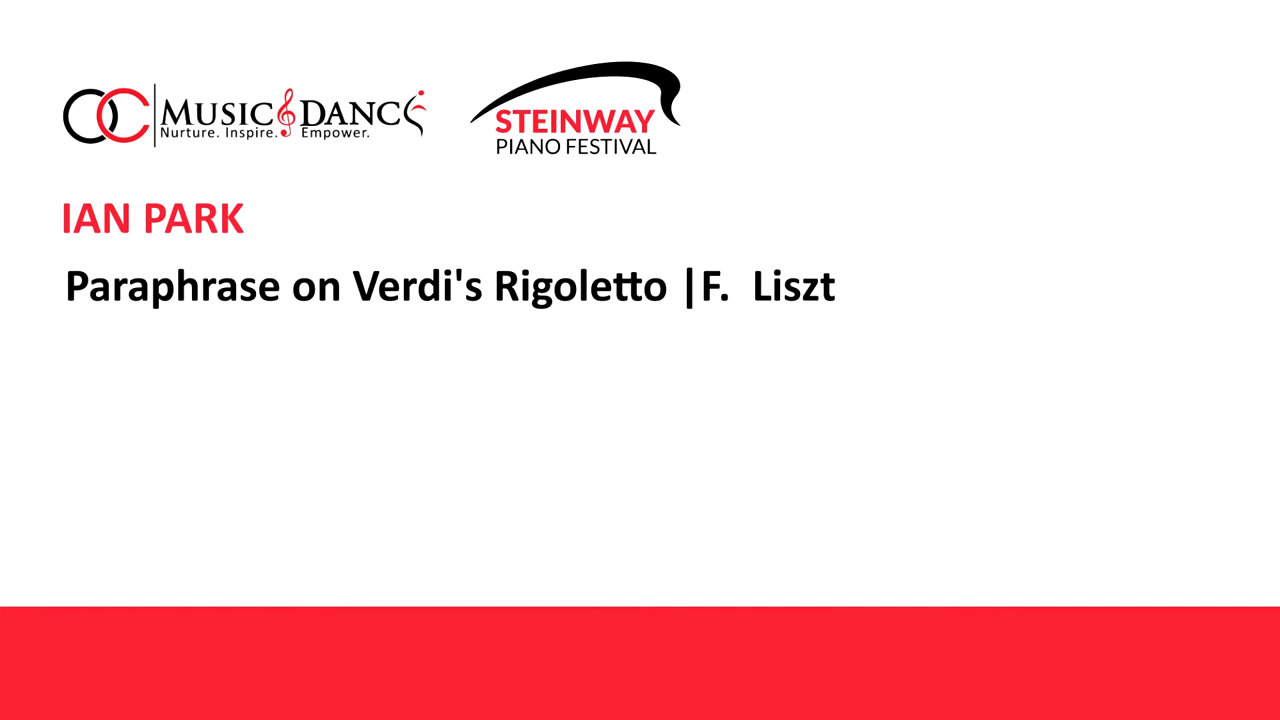 OC MUSIC & DANCE
Nurture. Inspire. Empower.
STEINWAY
PIANO FESTIVAL
IAN PARK
Paraphrase on Verdi's Rigoletto |F.  Liszt